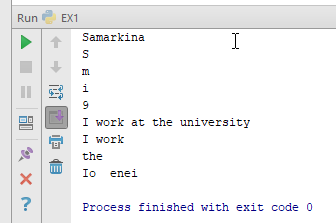 Run EX1
Samarkina
S
m
i
9
I work at the university
I work
the
Io  enei
Process finished with exit code 0